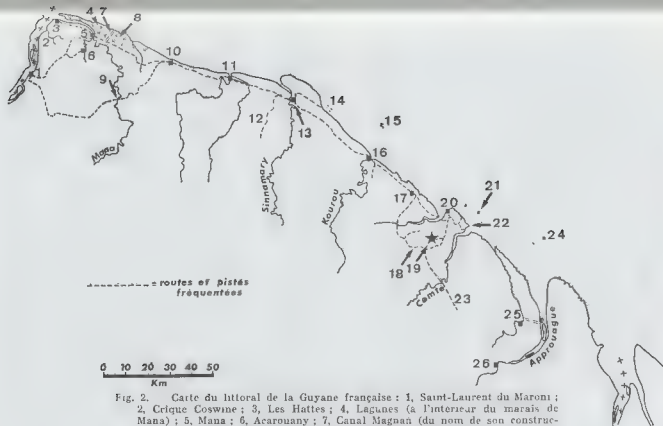 4 7 8
3 5
2 6
1
9
10
11
12
13
14
15
16
17
20
21
22
18 19
23
24
25
26
Mana
Sinnamary
Kourou
Comté
Approuague
--------- = routes et pistes
fréquentées
0 10 20 30 40 50
Km
Fig. 2. Carte du littoral de la Guyane française : 1, Saint-Laurent du Maroni ;
2, Crique Coswine ; 3, Les Hattes ; 4, Lagunes (à l'intérieur du marais de
Mana) ; 5, Mana ; 6, Acarouany ; 7, Canal Magnan (du nom de son construc-